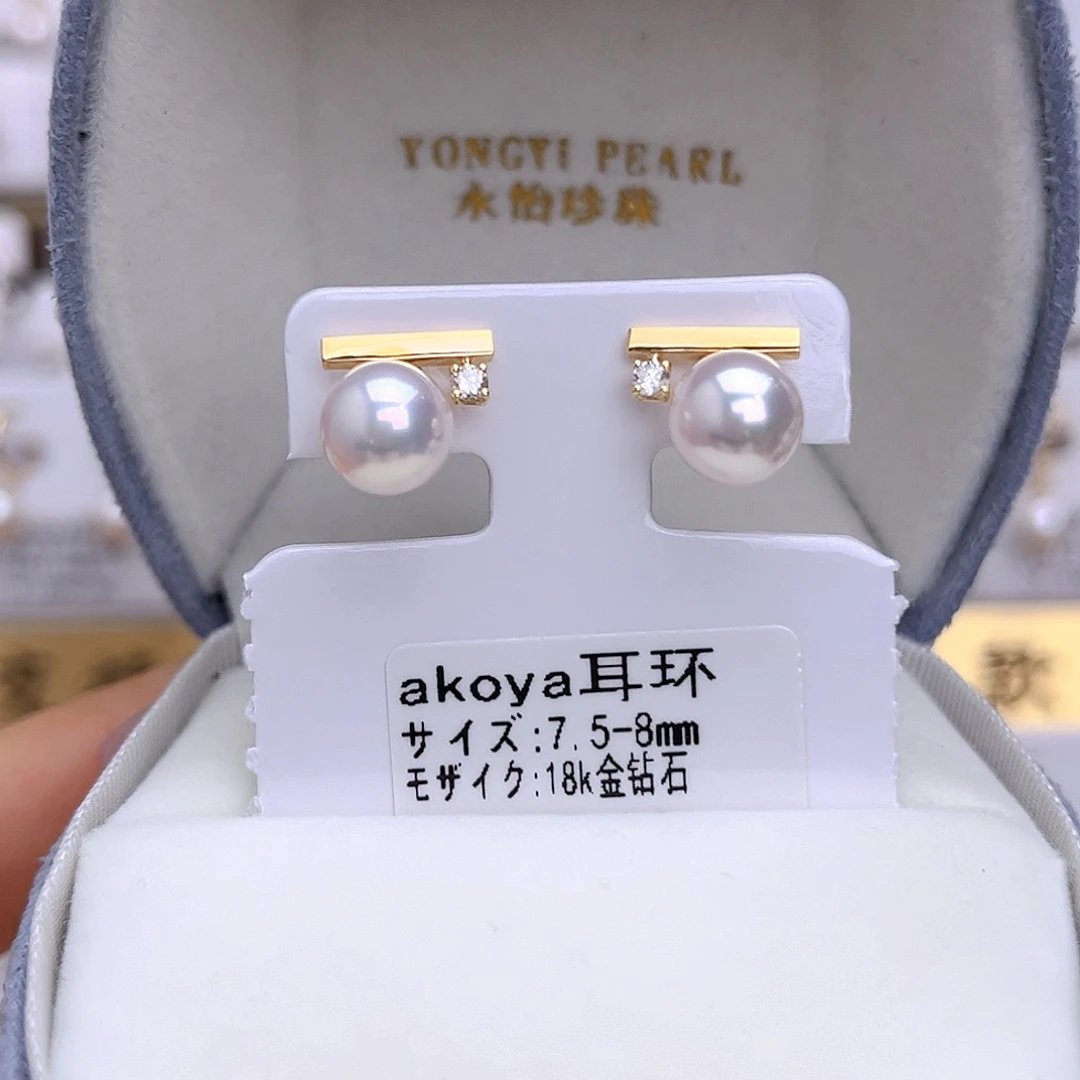 YONGYI PEARL
永怡珍珠
akoya耳环
サイズ:7.5-8mm
モザイク:18k金钻石